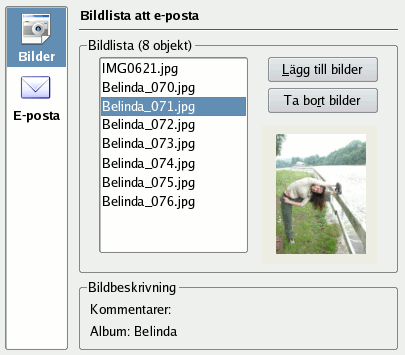 Bilder
E-posta
Bildlista att e-posta
Bildlista (8 objekt)
IMG0621.jpg
Belinda_070.jpg
Belinda_071.jpg
Belinda_072.jpg
Belinda_073.jpg
Belinda_074.jpg
Belinda_075.jpg
Belinda_076.jpg
Lägg till bilder
Ta bort bilder
Bildbeskrivning
Kommentarer:
Album: Belinda